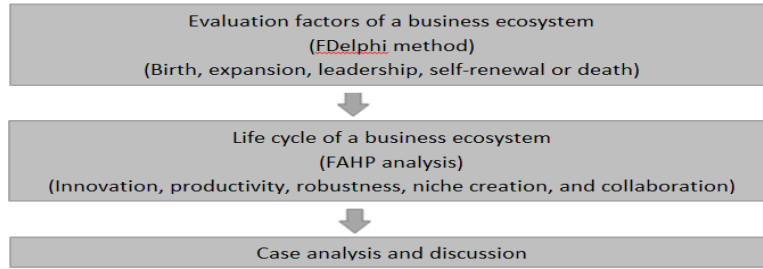 Evaluation factors of a business ecosystem
(FDelphi method)
(Birth, expansion, leadership, self-renewal or death)
Life cycle of a business ecosystem
(FAHP analysis)
(Innovation, productivity, robustness, niche creation, and collaboration)
Case analysis and discussion